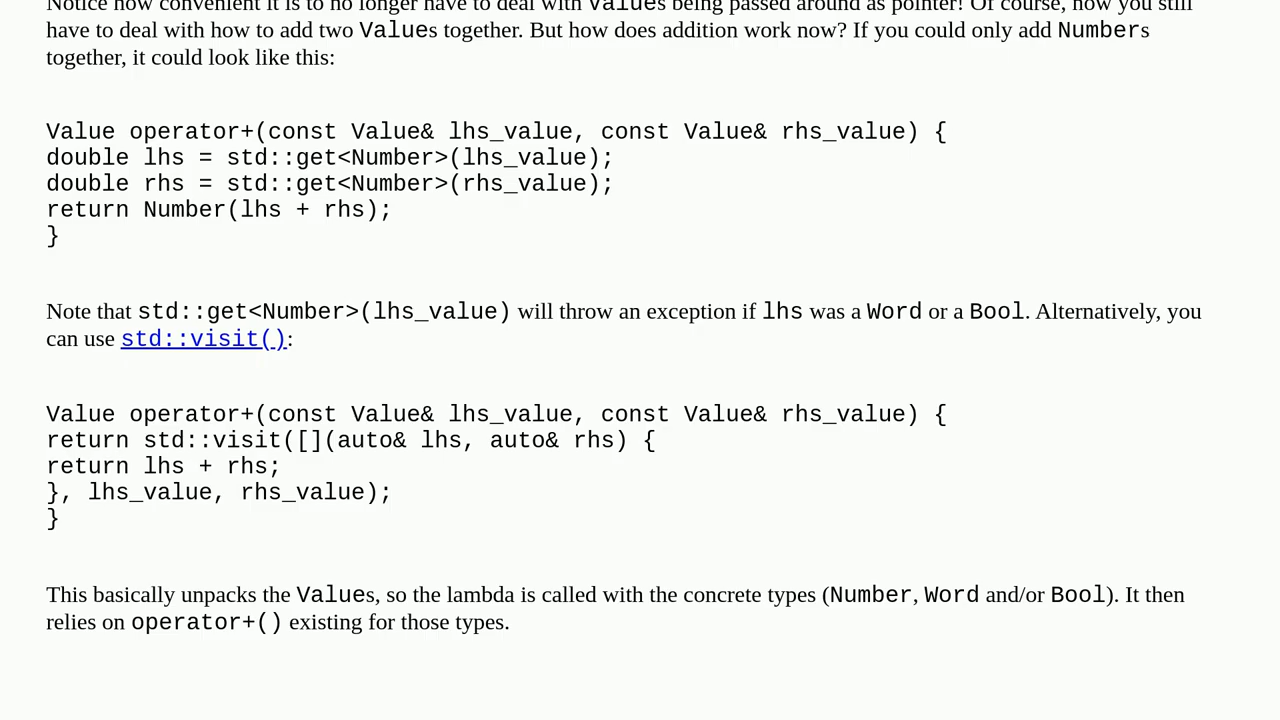 Notice how convenient it is to no longer have to deal with Values being passed around as pointer! Of course, now you still
have to deal with how to add two Values together. But how does addition work now? If you could only add Numbers
together, it could look like this:
Value operator+(const Value& lhs_value, const Value& rhs_value) {
double lhs = std::get<Number>(lhs_value);
double rhs = std::get<Number>(rhs_value);
return Number(lhs + rhs);
}
Note that std::get<Number>(lhs_value) will throw an exception if lhs was a Word or a Bool. Alternatively, you
can use std::visit():
Value operator+(const Value& lhs_value, const Value& rhs_value) {
return std::visit([](auto& lhs, auto& rhs) {
return lhs + rhs;
}, lhs_value, rhs_value);
}
This basically unpacks the Values, so the lambda is called with the concrete types (Number, Word and/or Bool). It then
relies on operator+() existing for those types.